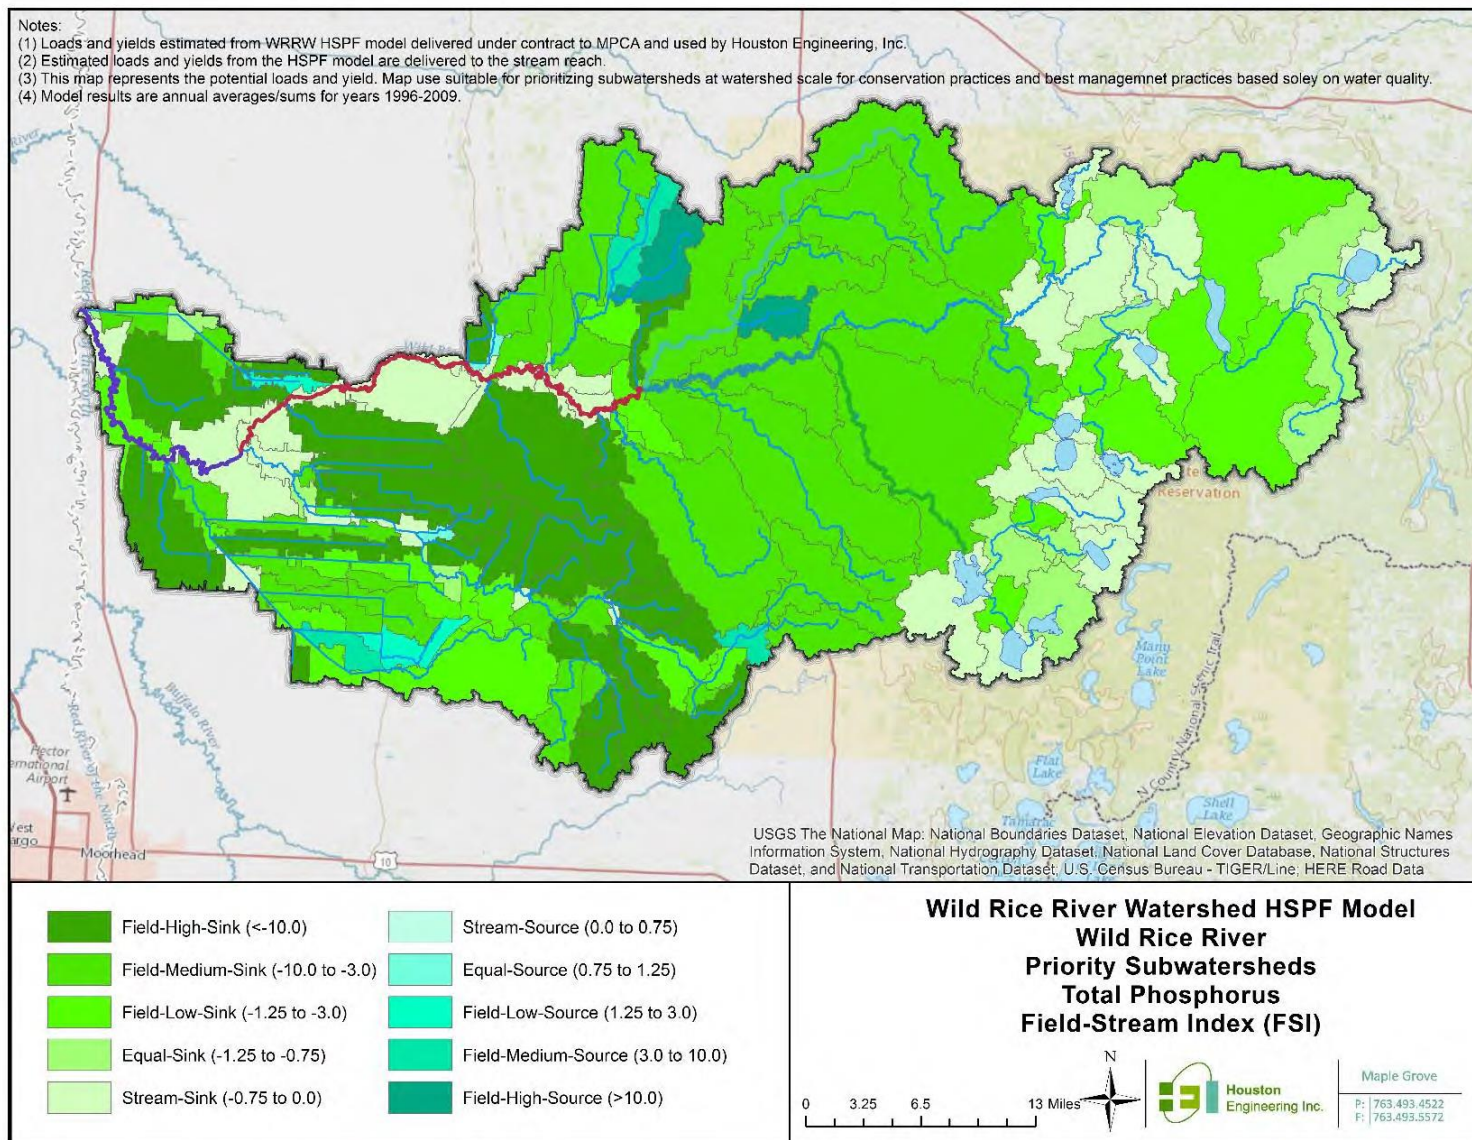 Notes:
(1) Loads and yields estimated from WRRW HSPF model delivered under contract to MPCA and used by Houston Engineering, Inc.
(2) Estimated loads and yields from the HSPF model are delivered to the stream reach.
(3) This map represents the potential loads and yield. Map use suitable for prioritizing subwatersheds at watershed scale for conservation practices and best managemnet practices based soley on water quality.
(4) Model results are annual averages/sums for years 1996-2009.
River
Wild Ri
Reservation
Many
Point
Lake
N Country National Scenic Trail
Buffalo River
Red River of the North
Hector
ernational
Airport
West
argo
Moorhead
10
Flat
Lake
Shell
Lake
Tamarac
USGS The National Map: National Boundaries Dataset, National Elevation Dataset, Geographic Names
Information System, National Hydrography Dataset, National Land Cover Database, National Structures
Dataset, and National Transportation Dataset; U.S. Census Bureau - TIGER/Line; HERE Road Data
Field-High-Sink (<-10.0)
Field-Medium-Sink (-10.0 to -3.0)
Field-Low-Sink (-1.25 to -3.0)
Equal-Sink (-1.25 to -0.75)
Stream-Sink (-0.75 to 0.0)
Stream-Source (0.0 to 0.75)
Equal-Source (0.75 to 1.25)
Field-Low-Source (1.25 to 3.0)
Field-Medium-Source (3.0 to 10.0)
Field-High-Source (>10.0)
Wild Rice River Watershed HSPF Model
Wild Rice River
Priority Subwatersheds
Total Phosphorus
Field-Stream Index (FSI)
0 3.25 6.5 13 Miles
N
Houston
Engineering Inc.
Maple Grove
P: 763.493.4522
F: 763.493.5572